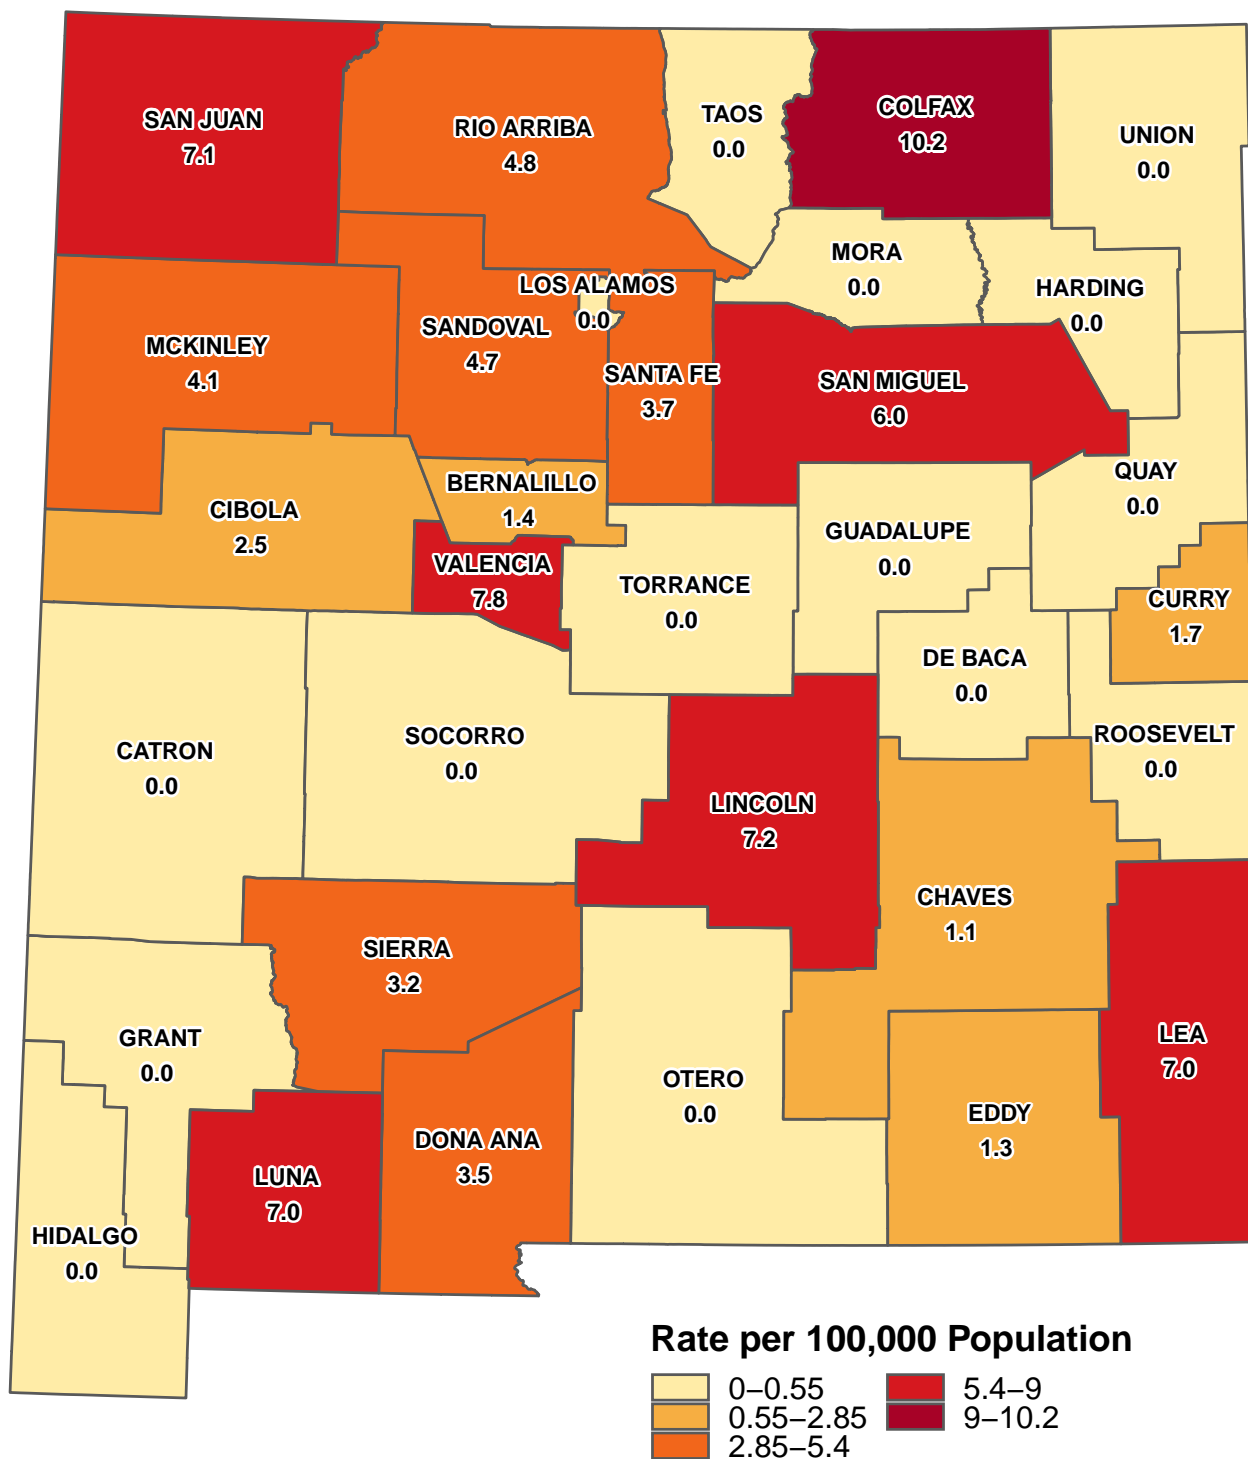 SAN JUAN
7.1
RIO ARRIBA
4.8
TAOS
0.0
COLFAX
10.2
UNION
0.0
MORA
0.0
HARDING
0.0
LOS ALAMOS
0.0
SANDOVAL
4.7
MCKINLEY
4.1
SANTA FE
3.7
SAN MIGUEL
6.0
QUAY
0.0
BERNALILLO
1.4
CIBOLA
2.5
GUADALUPE
0.0
VALENCIA
7.8
TORRANCE
0.0
CURRY
1.7
DE BACA
0.0
ROOSEVELT
0.0
CATRON
0.0
SOCORRO
0.0
LINCOLN
7.2
CHAVES
1.1
SIERRA
3.2
GRANT
0.0
LEA
7.0
OTERO
0.0
EDDY
1.3
DONA ANA
3.5
LUNA
7.0
HIDALGO
0.0
Rate per 100,000 Population
0−0.55
0.55−2.85
2.85−5.4
5.4−9
9−10.2